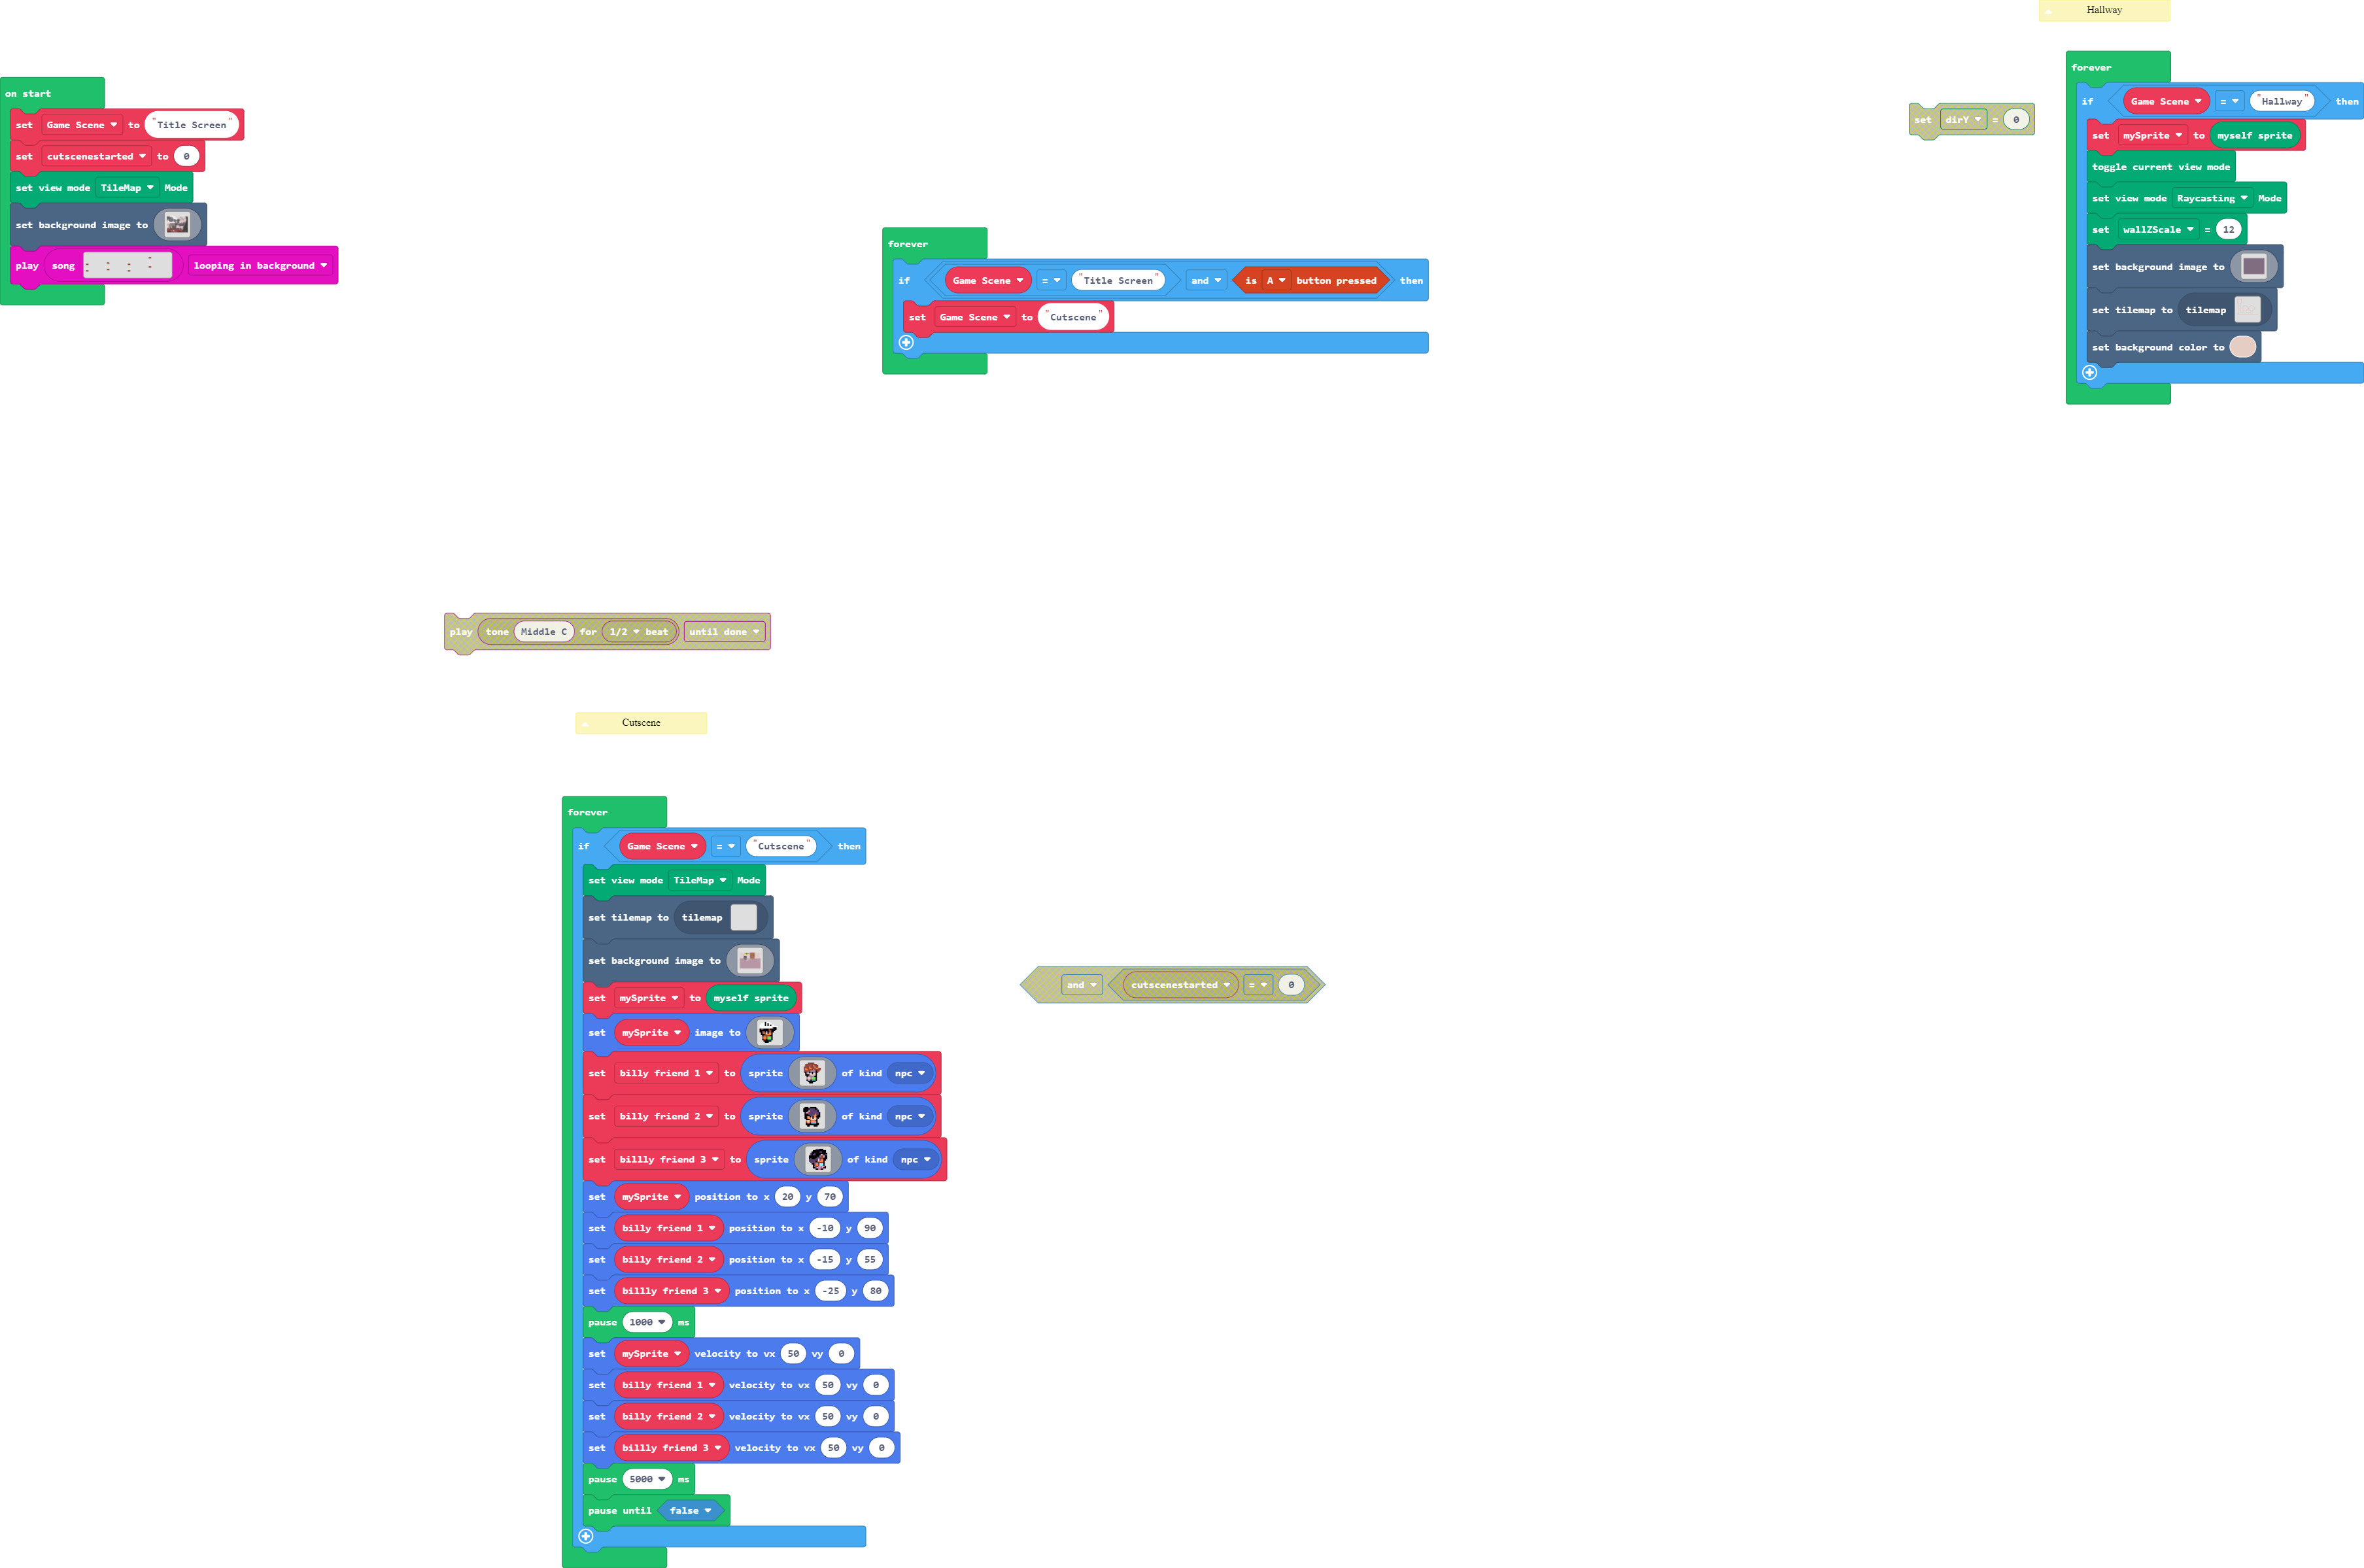 Hallway
on start
set Game Scene to "Title Screen"
set cutscenestarted to 0
set view mode TileMap Mode
set background image to
play song looping in background
forever
if Game Scene = "Title Screen" and is A button pressed then
set Game Scene to "Cutscene"
set dirY = 0
forever
if Game Scene = "Hallway" then
set mySprite to myself sprite
toggle current view mode
set view mode Raycasting Mode
set wallZScale = 12
set background image to
set tilemap to tilemap
set background color to
play tone Middle C for 1/2 beat until done
Cutscene
forever
if Game Scene = "Cutscene" then
set view mode TileMap Mode
set tilemap to tilemap
set background image to
set mySprite to myself sprite
set mySprite image to
set billy friend 1 to sprite of kind npc
set billy friend 2 to sprite of kind npc
set billly friend 3 to sprite of kind npc
set mySprite position to x 20 y 70
set billy friend 1 position to x -10 y 90
set billy friend 2 position to x -15 y 55
set billly friend 3 position to x -25 y 80
pause 1000 ms
set mySprite velocity to vx 50 vy 0
set billy friend 1 velocity to vx 50 vy 0
set billy friend 2 velocity to vx 50 vy 0
set billly friend 3 velocity to vx 50 vy 0
pause 5000 ms
pause until false
and cutscenestarted = 0